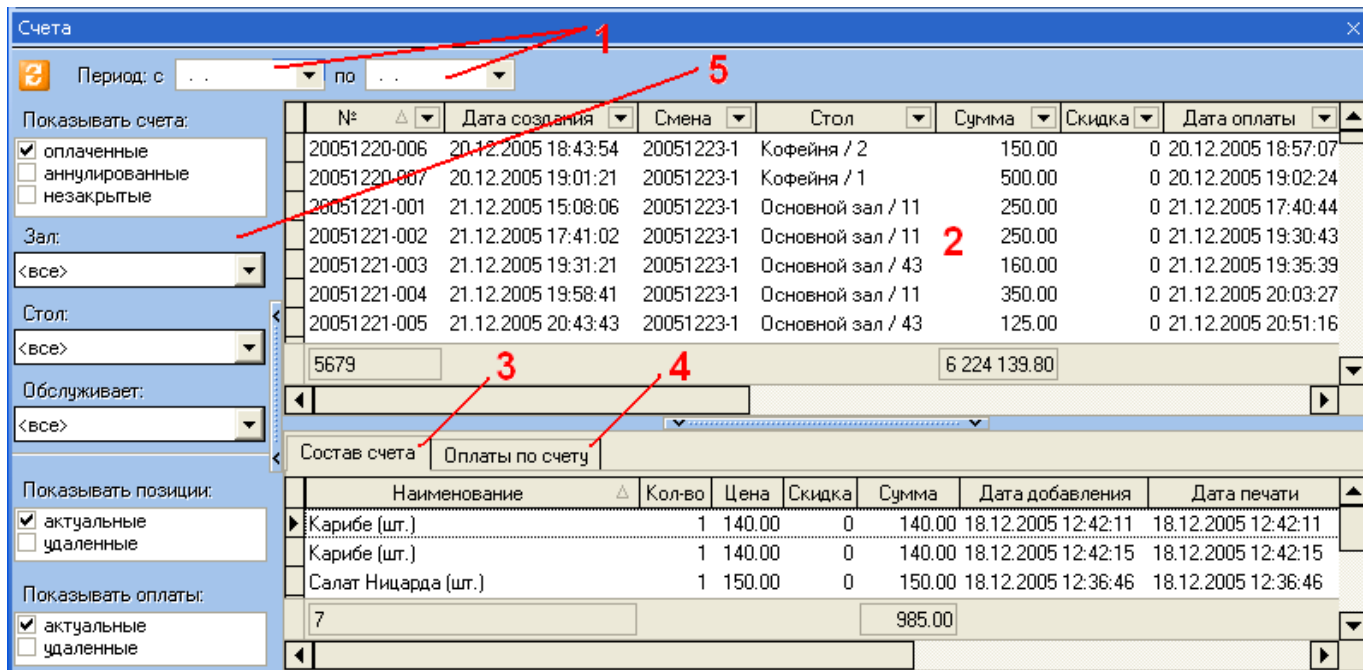 Счета
1
Период: с . . по . .
5
Показывать счета:
оплаченные
аннулированные
незакрытые
Зал:
<все>
Стол:
<все>
Обслуживает:
<все>
Показывать позиции:
актуальные
удаленные
Показывать оплаты:
актуальные
удаленные
№ Дата создания Смена Стол Сумма Скидка Дата оплаты
20051220-006 20.12.2005 18:43:54 20051223-1 Кофейня / 2 150.00 0 20.12.2005 18:57:07
20051220-007 20.12.2005 19:01:21 20051223-1 Кофейня / 1 500.00 0 20.12.2005 19:02:24
20051221-001 21.12.2005 15:08:06 20051223-1 Основной зал / 11 250.00 0 21.12.2005 17:40:44
20051221-002 21.12.2005 17:41:02 20051223-1 Основной зал / 11 250.00 0 21.12.2005 19:30:43
2
20051221-003 21.12.2005 19:31:21 20051223-1 Основной зал / 43 160.00 0 21.12.2005 19:35:39
20051221-004 21.12.2005 19:58:41 20051223-1 Основной зал / 11 350.00 0 21.12.2005 20:03:27
20051221-005 21.12.2005 20:43:43 20051223-1 Основной зал / 43 125.00 0 21.12.2005 20:51:16
5679 6 224 139.80
3 4
Состав счета Оплаты по счету
Наименование Кол-во Цена Скидка Сумма Дата добавления Дата печати
Карибе (шт.) 1 140.00 0 140.00 18.12.2005 12:42:11 18.12.2005 12:42:11
Карибе (шт.) 1 140.00 0 140.00 18.12.2005 12:42:15 18.12.2005 12:42:15
Салат Ницарда (шт.) 1 150.00 0 150.00 18.12.2005 12:36:46 18.12.2005 12:36:46
7 985.00